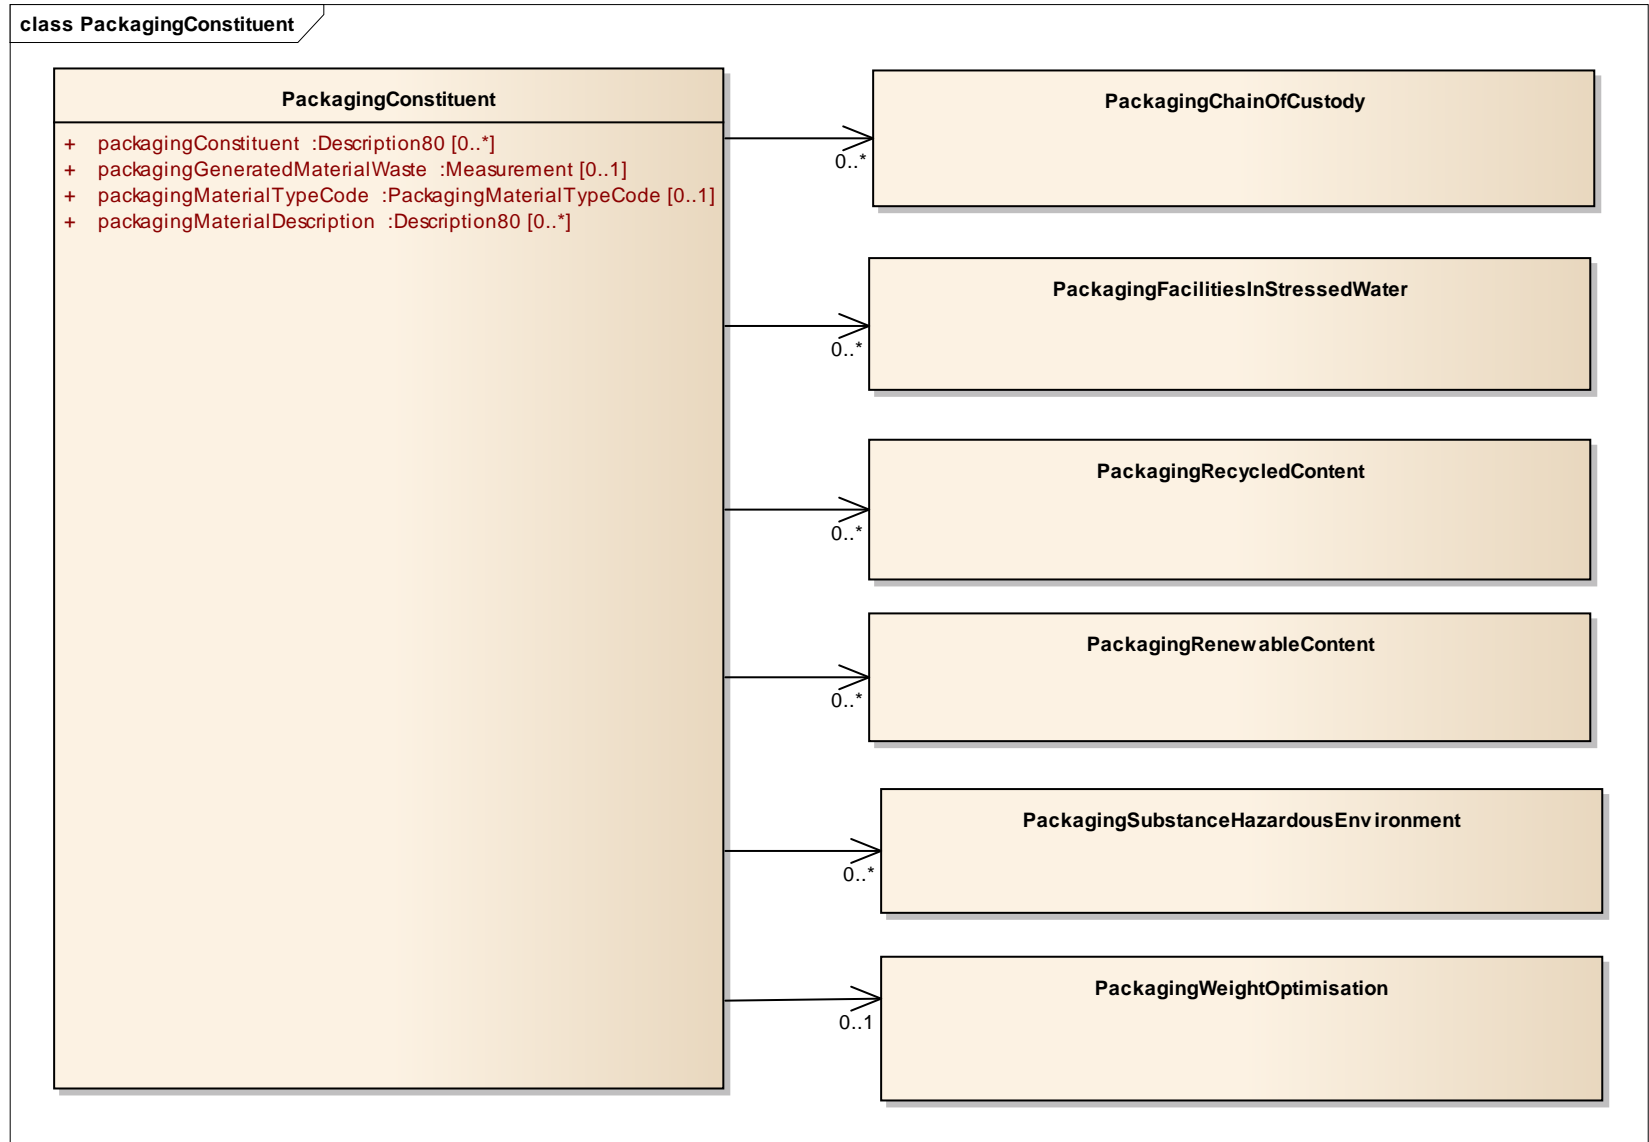 class PackagingConstituent
PackagingConstituent
+ packagingConstituent :Description80 [0..*]
+ packagingGeneratedMaterialWaste :Measurement [0..1]
+ packagingMaterialTypeCode :PackagingMaterialTypeCode [0..1]
+ packagingMaterialDescription :Description80 [0..*]
PackagingChainOfCustody
0..*
PackagingFacilitiesInStressedWater
0..*
PackagingRecycledContent
0..*
PackagingRenewableContent
0..*
PackagingSubstanceHazardousEnvironment
0..*
PackagingWeightOptimisation
0..1